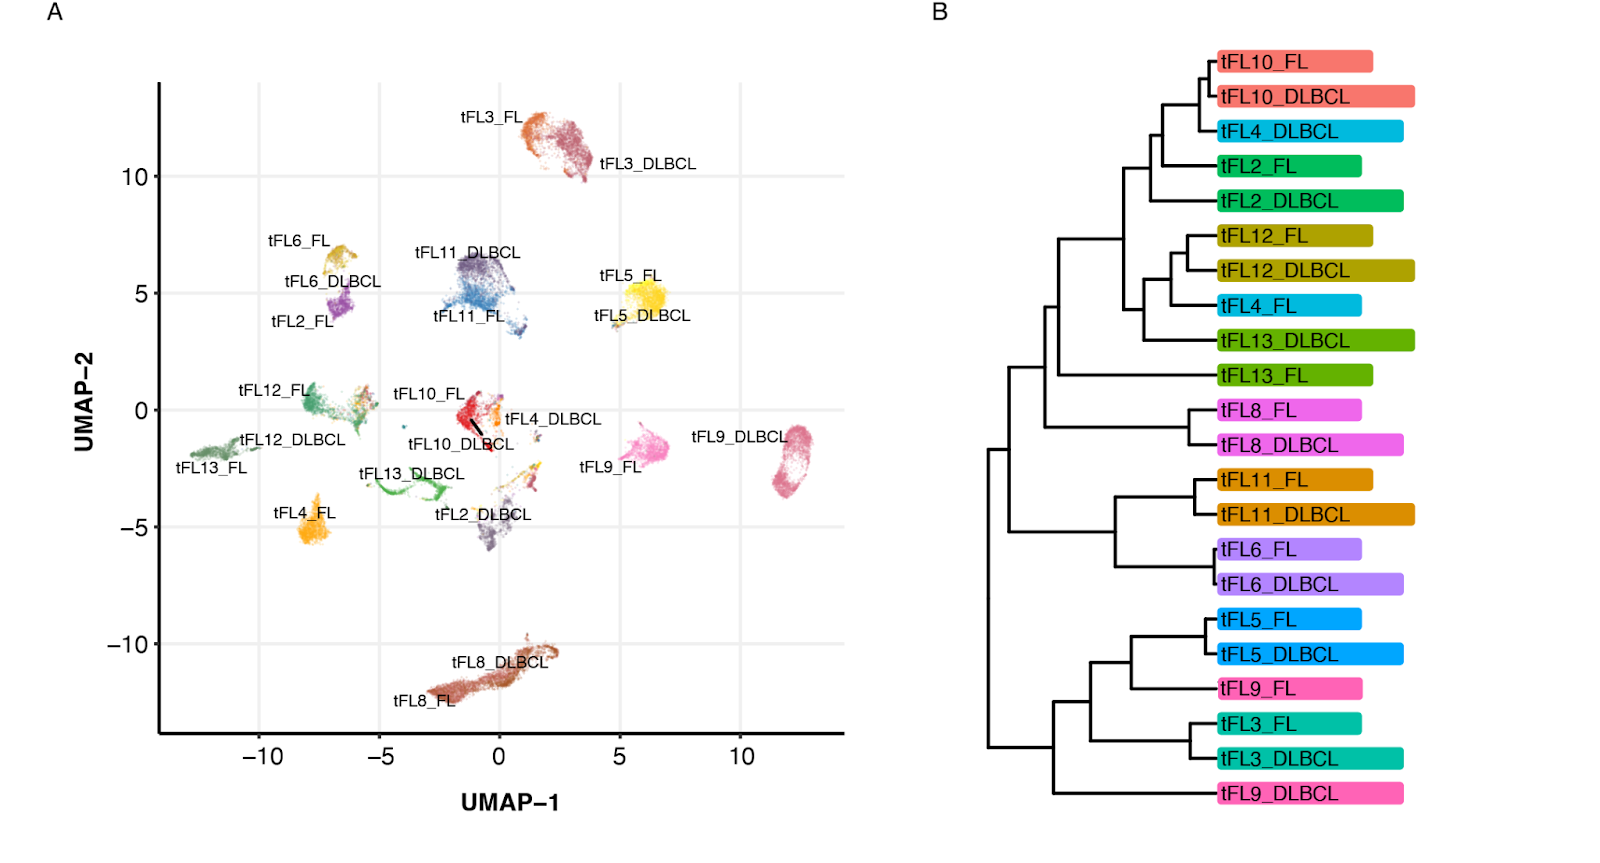 A
tFL3_FL
tFL3_DLBCL
10
tFL6_FL
tFL11_DLBCL
tFL6_DLBCL
tFL5_FL
5
tFL2_FL
tFL11_FL
tFL5_DLBCL
UMAP−2
tFL12_FL
tFL10_FL
0
tFL4_DLBCL
tFL12_DLBCL
tFL10_DLBCL
tFL9_DLBCL
tFL13_FL
tFL13_DLBCL
tFL9_FL
tFL4_FL
tFL2_DLBCL
−5
−10
tFL8_DLBCL
tFL8_FL
−10
−5
0
5
10
UMAP−1
B
tFL10_FL
tFL10_DLBCL
tFL4_DLBCL
tFL2_FL
tFL2_DLBCL
tFL12_FL
tFL12_DLBCL
tFL4_FL
tFL13_DLBCL
tFL13_FL
tFL8_FL
tFL8_DLBCL
tFL11_FL
tFL11_DLBCL
tFL6_FL
tFL6_DLBCL
tFL5_FL
tFL5_DLBCL
tFL9_FL
tFL3_FL
tFL3_DLBCL
tFL9_DLBCL